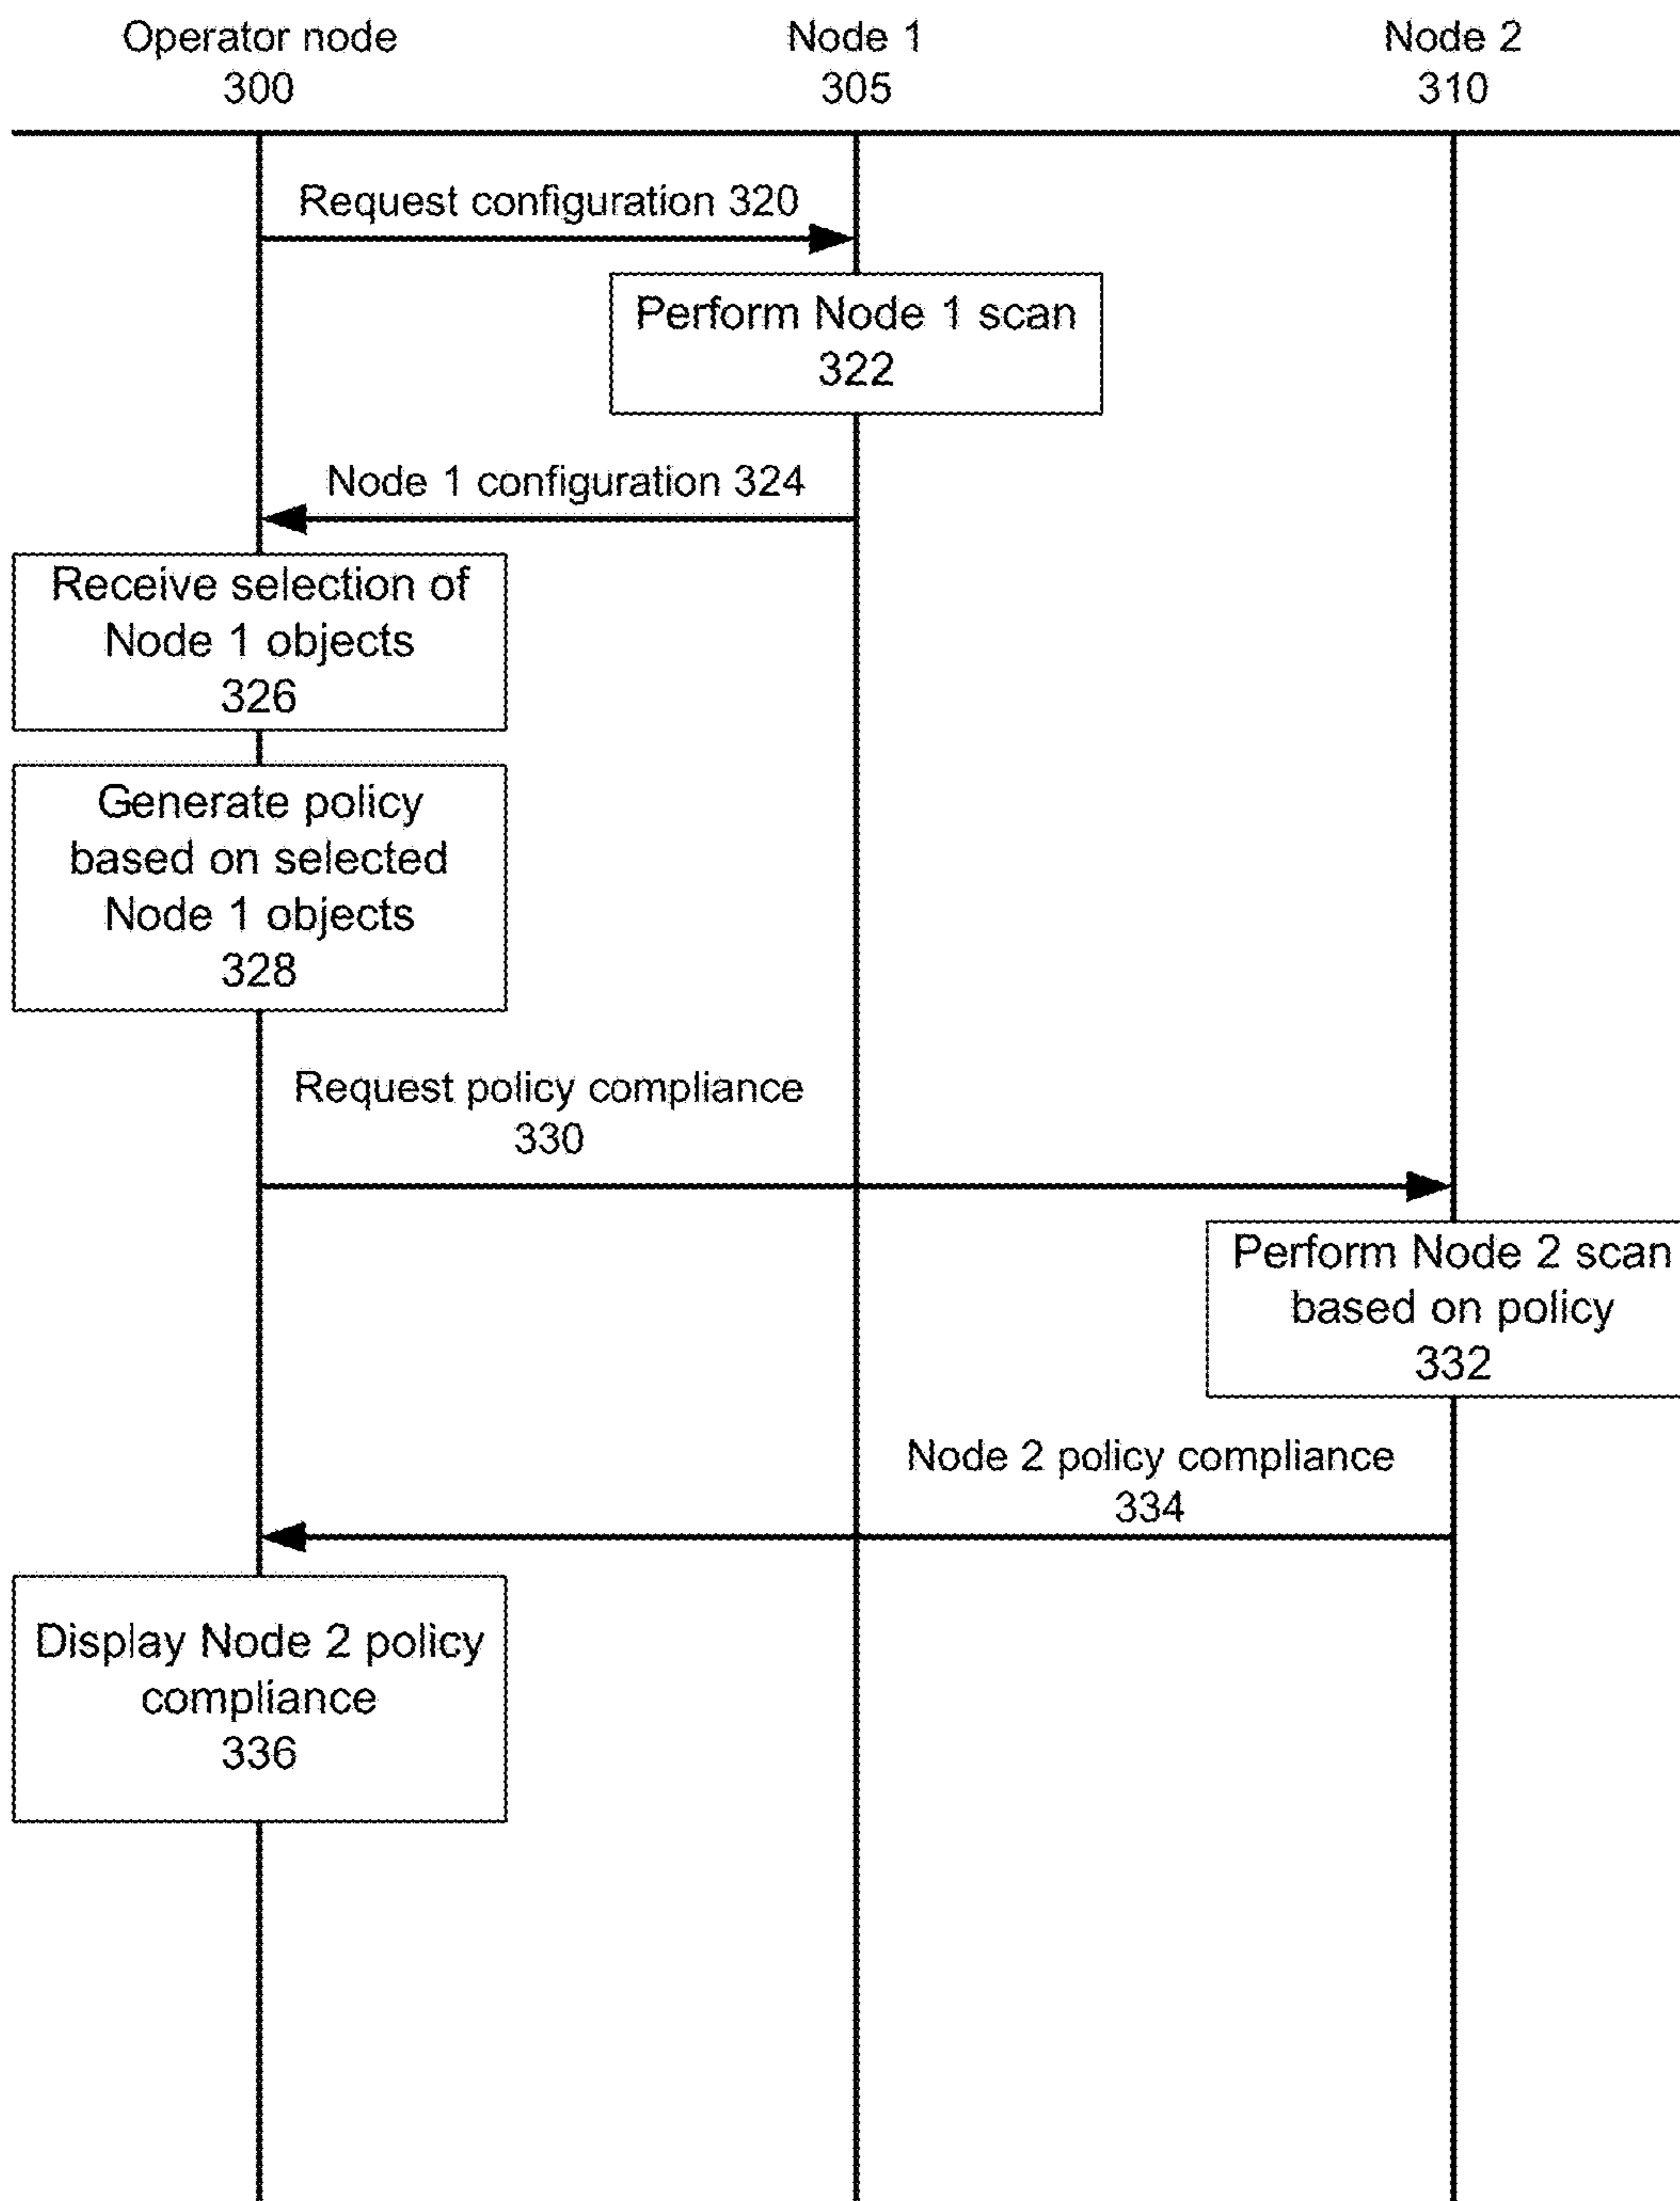 Operator node
300
Node 1
305
Node 2
310
Request configuration 320
Perform Node 1 scan
322
Node 1 configuration 324
Receive selection of
Node 1 objects
326
Generate policy
based on selected
Node 1 objects
328
Request policy compliance
330
Perform Node 2 scan
based on policy
332
Node 2 policy compliance
334
Display Node 2 policy
compliance
336